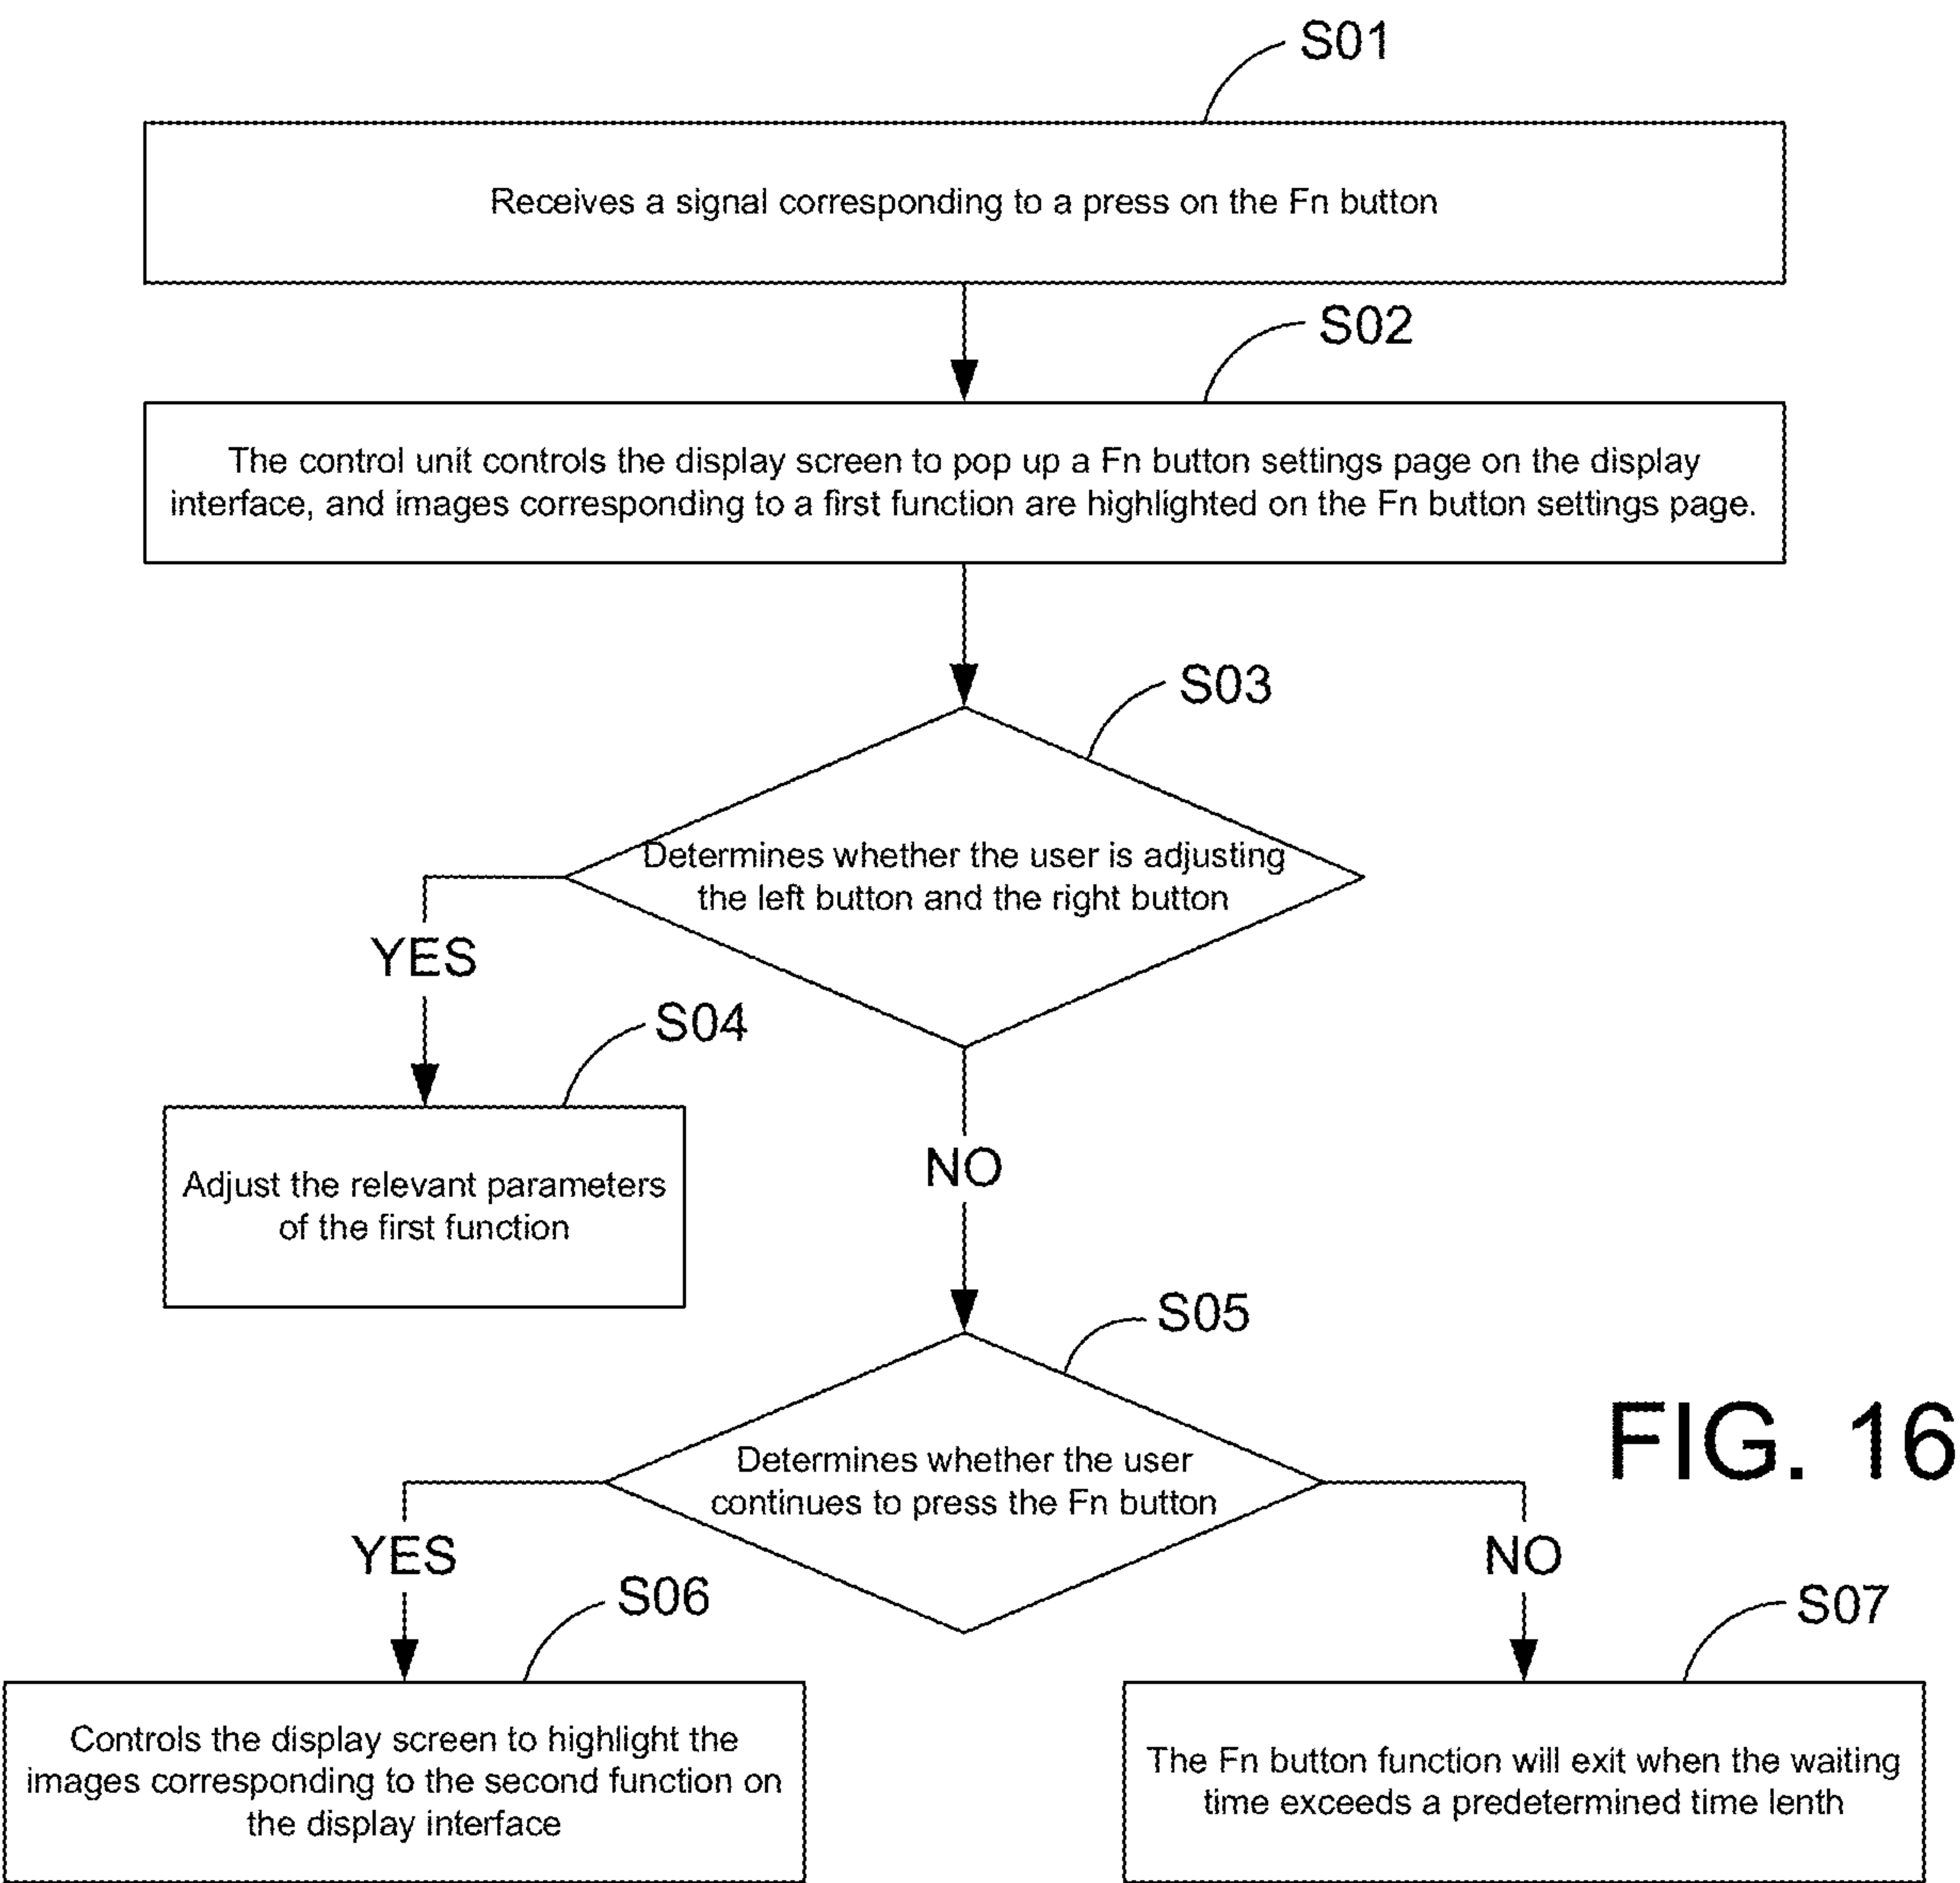 S01
Receives a signal corresponding to a press on the Fn button
S02
The control unit controls the display screen to pop up a Fn button settings page on the display
interface, and images corresponding to a first function are highlighted on the Fn button settings page.
S03
Determines whether the user is adjusting
the left button and the right button
YES
S04
Adjust the relevant parameters
of the first function
NO
S05
Determines whether the user
continues to press the Fn button
FIG. 16
YES
NO
S06
S07
Controls the display screen to highlight the
images corresponding to the second function on
the display interface
The Fn button function will exit when the waiting
time exceeds a predetermined time lenth